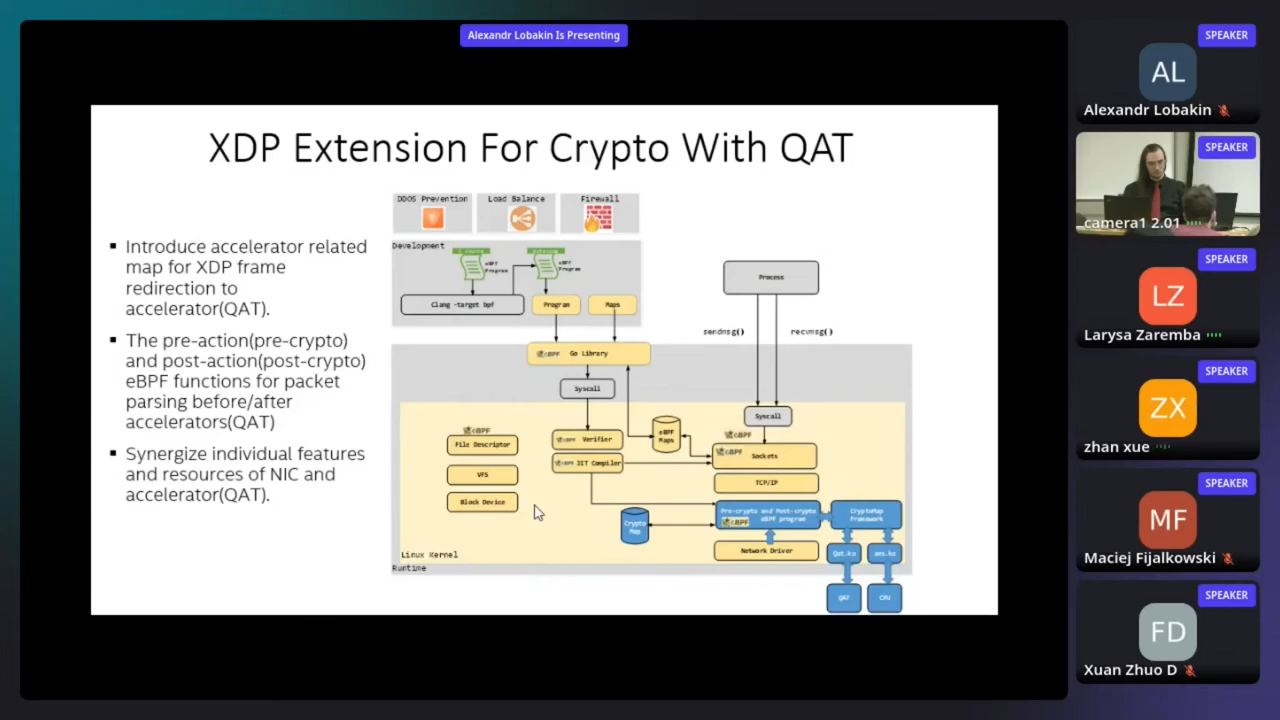 Alexandr Lobakin Is Presenting
XDP Extension For Crypto With QAT
▪ Introduce accelerator related
map for XDP frame
redirection to
accelerator(QAT).
▪ The pre-action(pre-crypto)
and post-action(post-crypto)
eBPF functions for packet
parsing before/after
accelerators(QAT)
▪ Synergize individual features
and resources of NIC and
accelerator(QAT).
DDOS Prevention
Load Balance
Firewall
Development
eBPF
Program
eBPF
Program
Clang -target bpf
Program
Maps
Process
sendmsg()
recvmsg()
eBPF Go Library
Syscall
Syscall
eBPF
File Descriptor
VFS
Block Device
eBPF Verifier
eBPF JIT Compiler
eBPF
Maps
eBPF
eBPF Sockets
TCP/IP
Crypto
Map
Pre-crypto and Post-crypto
eBPF program
eBPF
CryptoMap
Framework
Network Driver
Qat.ko
aes.ko
QAT
CPU
Linux Kernel
Runtime
SPEAKER
AL
Alexandr Lobakin
SPEAKER
camera1 2.01
SPEAKER
LZ
Larysa Zaremba
SPEAKER
ZX
zhan xue
SPEAKER
MF
Maciej Fijalkowski
SPEAKER
FD
Xuan Zhuo D